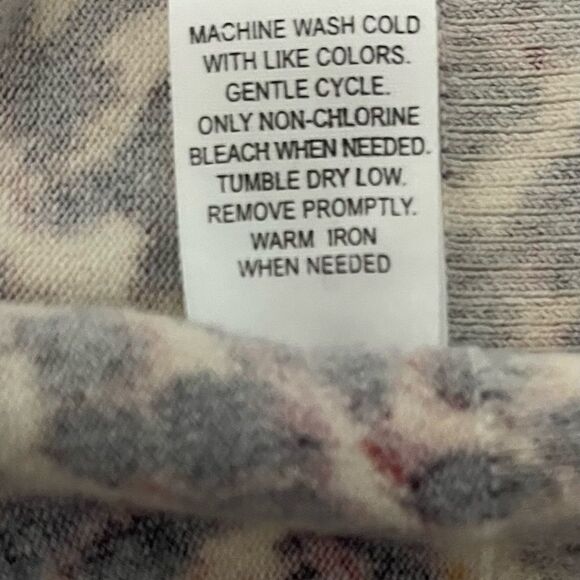 MACHINE WASH COLD
WITH LIKE COLORS.
GENTLE CYCLE.
ONLY NON-CHLORINE
BLEACH WHEN NEEDED.
TUMBLE DRY LOW.
REMOVE PROMPTLY.
WARM IRON
WHEN NEEDED